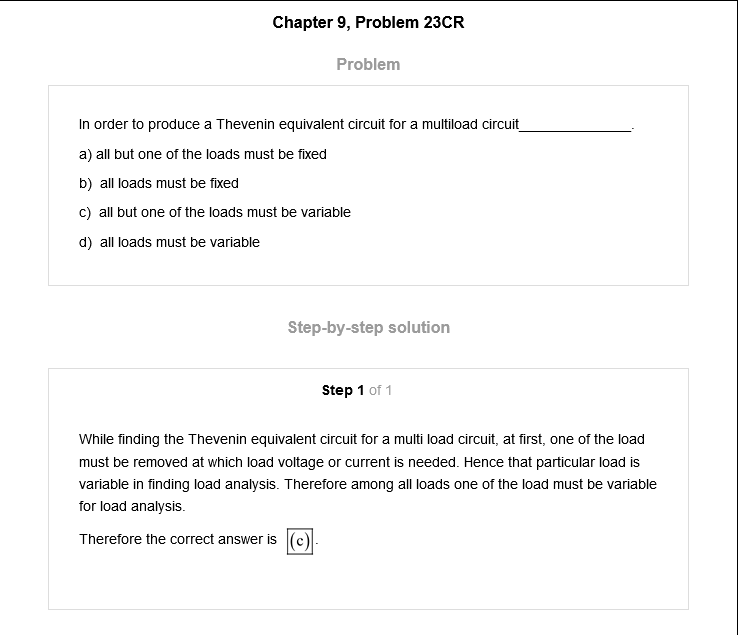 Chapter 9, Problem 23CR
Problem
In order to produce a Thevenin equivalent circuit for a multiload circuit_______________.
a) all but one of the loads must be fixed
b) all loads must be fixed
c) all but one of the loads must be variable
d) all loads must be variable
Step-by-step solution
Step 1 of 1
While finding the Thevenin equivalent circuit for a multi load circuit, at first, one of the load
must be removed at which load voltage or current is needed. Hence that particular load is
variable in finding load analysis. Therefore among all loads one of the load must be variable
for load analysis.
Therefore the correct answer is (c).